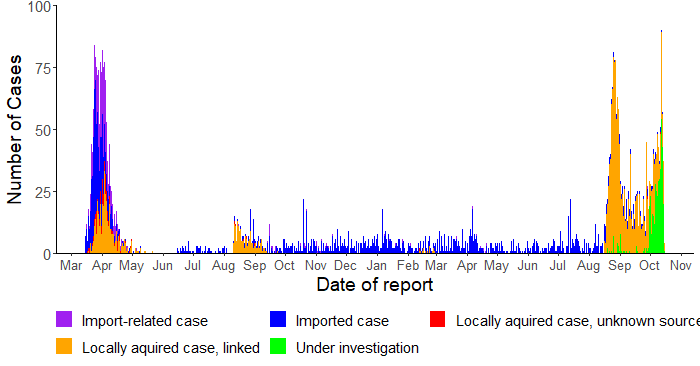 100
75
50
25
0
Number of Cases
Mar Apr May Jun Jul Aug Sep Oct Nov Dec Jan Feb Mar Apr May Jun Jul Aug Sep Oct Nov
Date of report
Import-related case Imported case Locally aquired case, unknown source
Locally aquired case, linked Under investigation